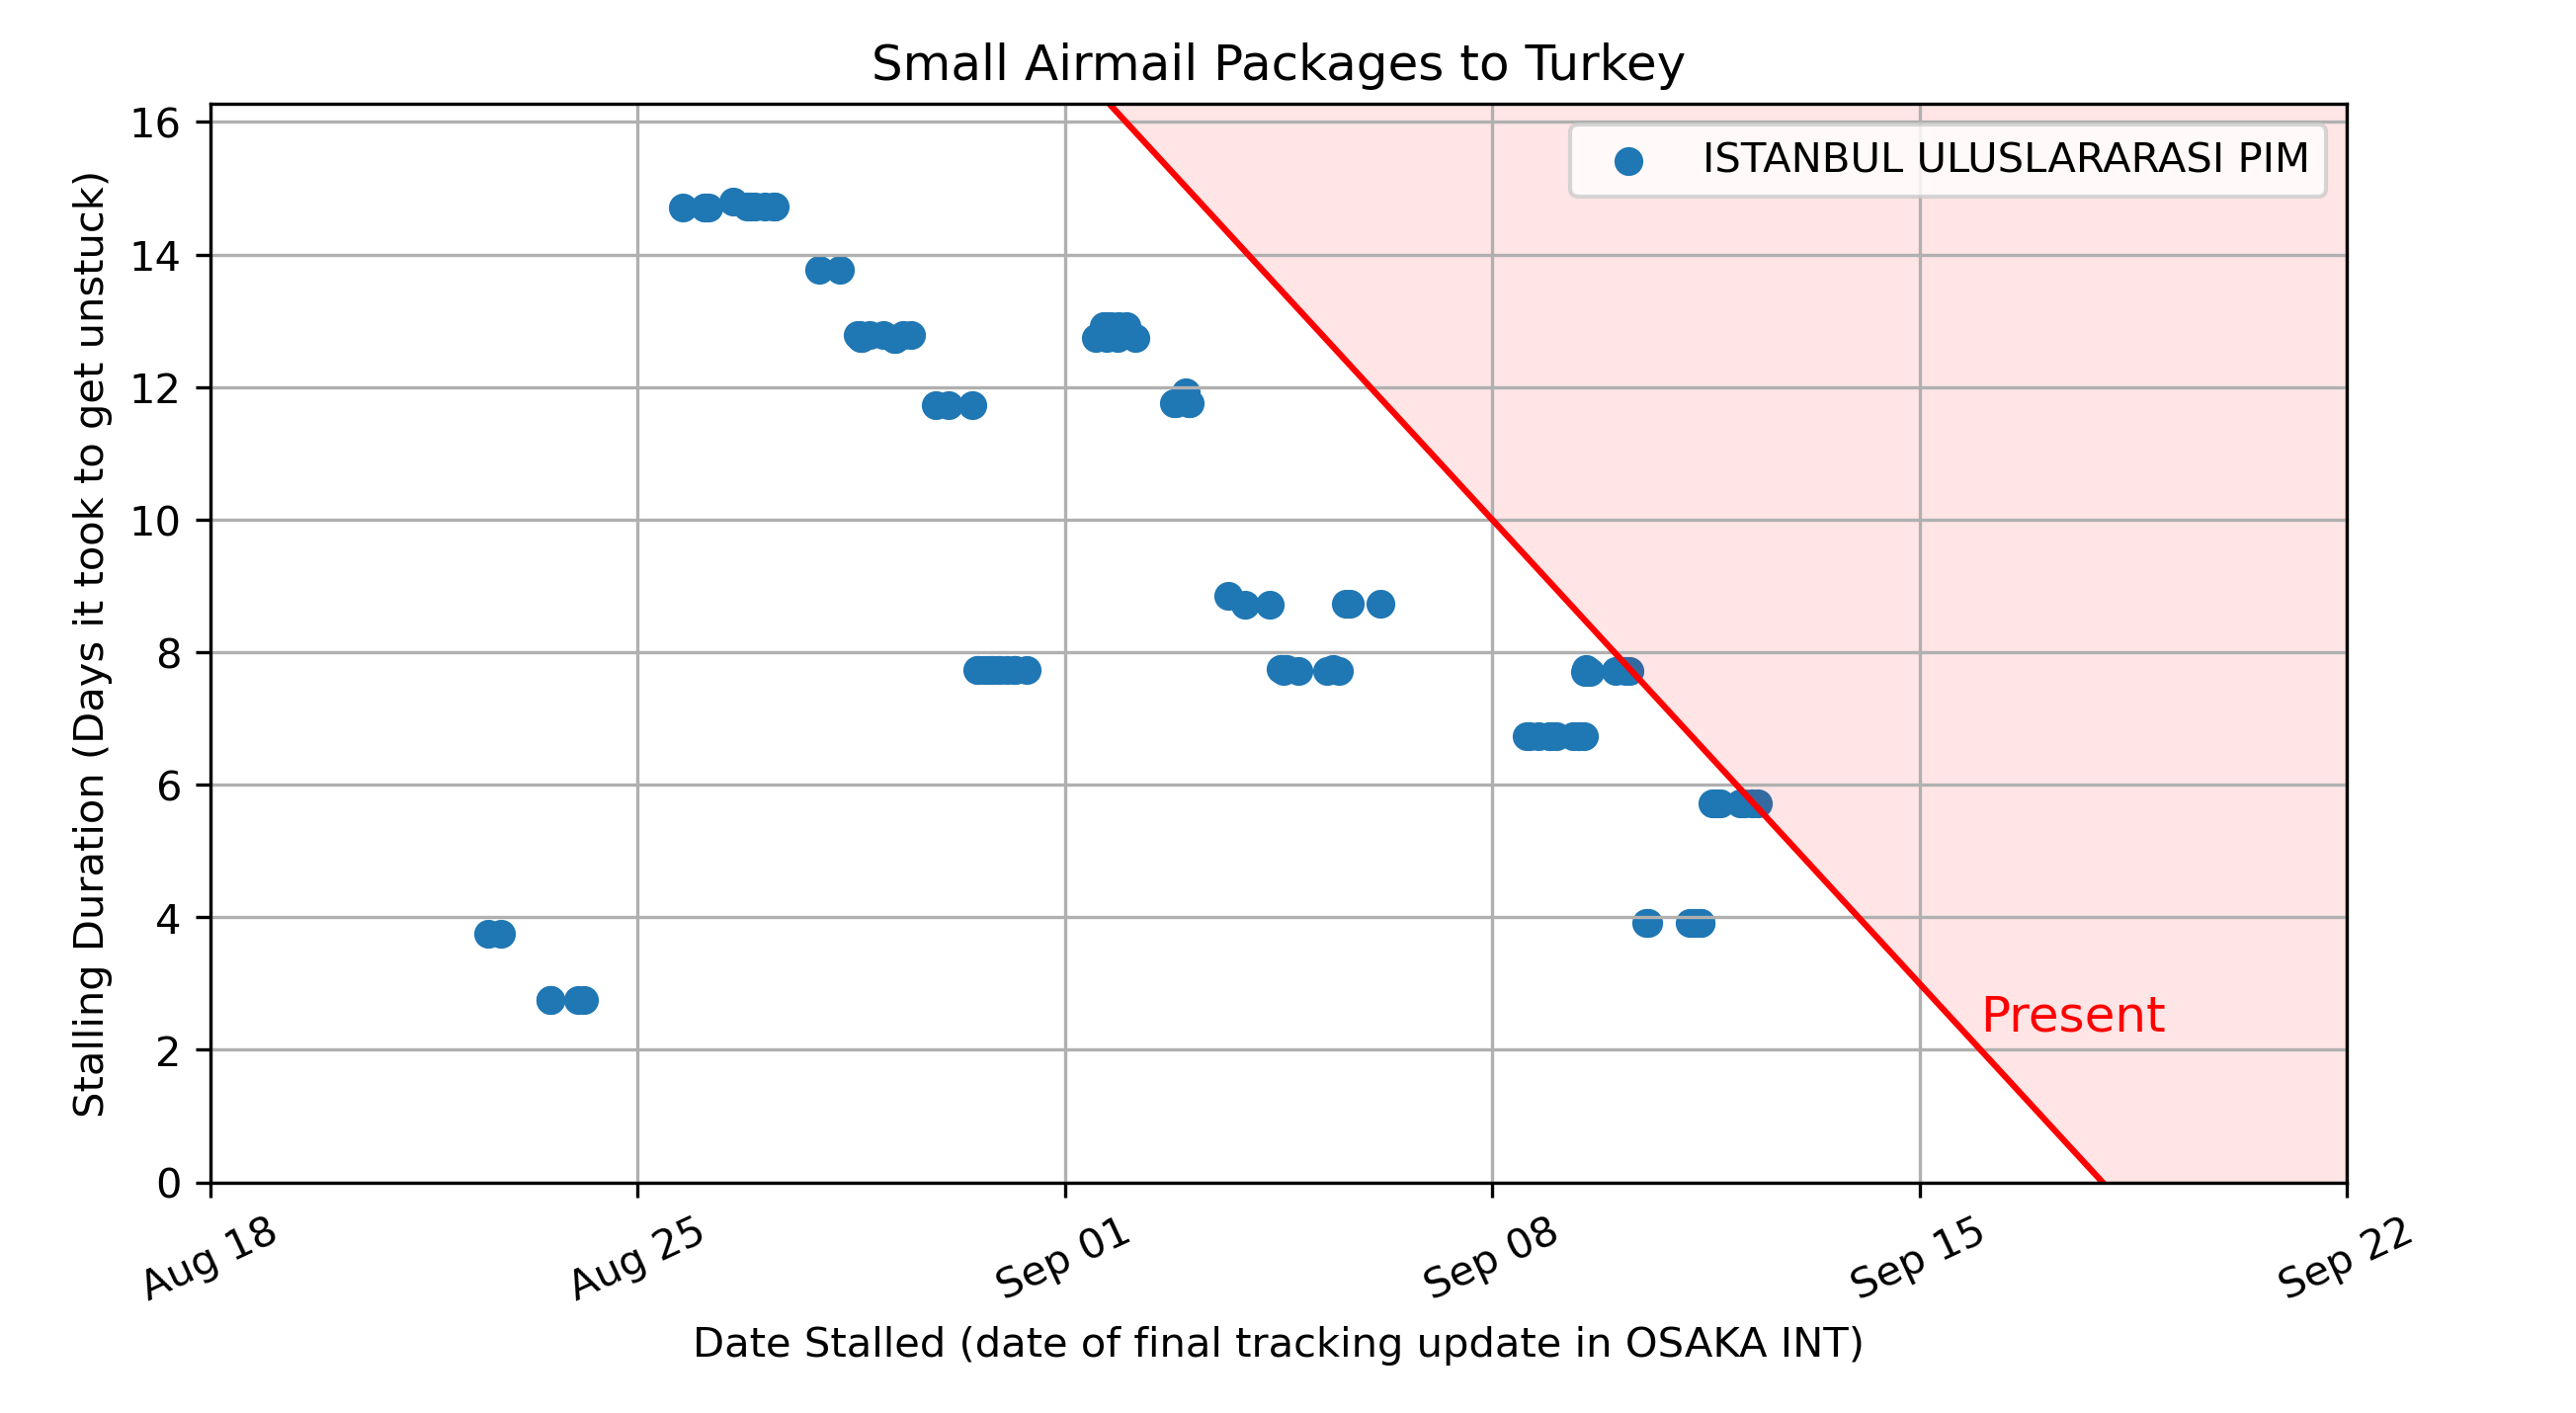 Small Airmail Packages to Turkey
ISTANBUL ULUSLARARASI PIM
Stalling Duration (Days it took to get unstuck)
16
14
12
10
8
6
4
2
0
Present
Aug 18
Aug 25
Sep 01
Sep 08
Sep 15
Sep 22
Date Stalled (date of final tracking update in OSAKA INT)